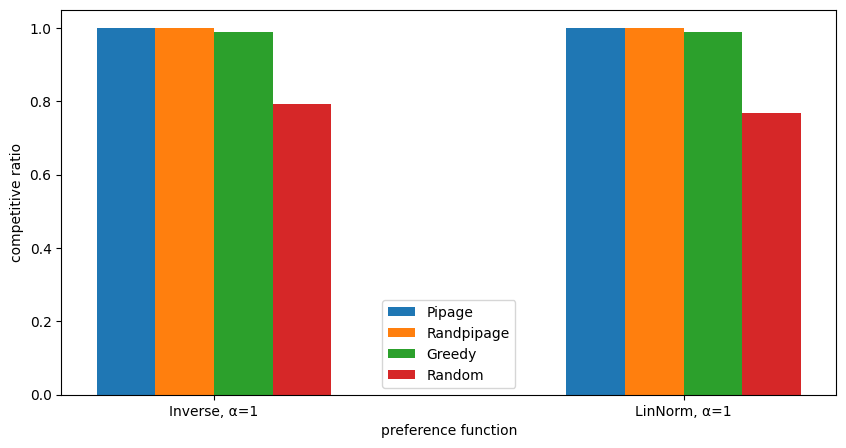 1.0
0.8
0.6
0.4
0.2
0.0
competitive ratio
Pipage
Randpipage
Greedy
Random
Inverse, α=1
LinNorm, α=1
preference function